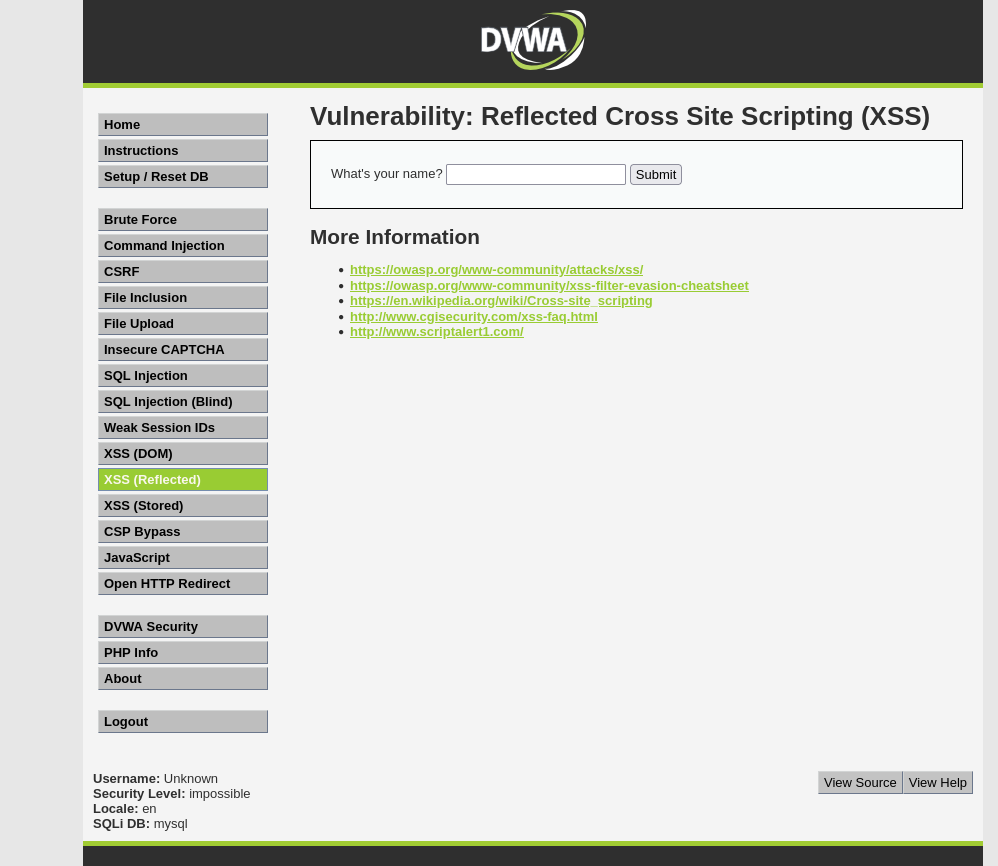 DVWA
Vulnerability: Reflected Cross Site Scripting (XSS)
Home
Instructions
Setup / Reset DB
Brute Force
Command Injection
CSRF
File Inclusion
File Upload
Insecure CAPTCHA
SQL Injection
SQL Injection (Blind)
Weak Session IDs
XSS (DOM)
XSS (Reflected)
XSS (Stored)
CSP Bypass
JavaScript
Open HTTP Redirect
DVWA Security
PHP Info
About
Logout
What's your name? Submit
More Information
• https://owasp.org/www-community/attacks/xss/
• https://owasp.org/www-community/xss-filter-evasion-cheatsheet
• https://en.wikipedia.org/wiki/Cross-site_scripting
• http://www.cgisecurity.com/xss-faq.html
• http://www.scriptalert1.com/
Username: Unknown
Security Level: impossible
Locale: en
SQLi DB: mysql
View Source View Help